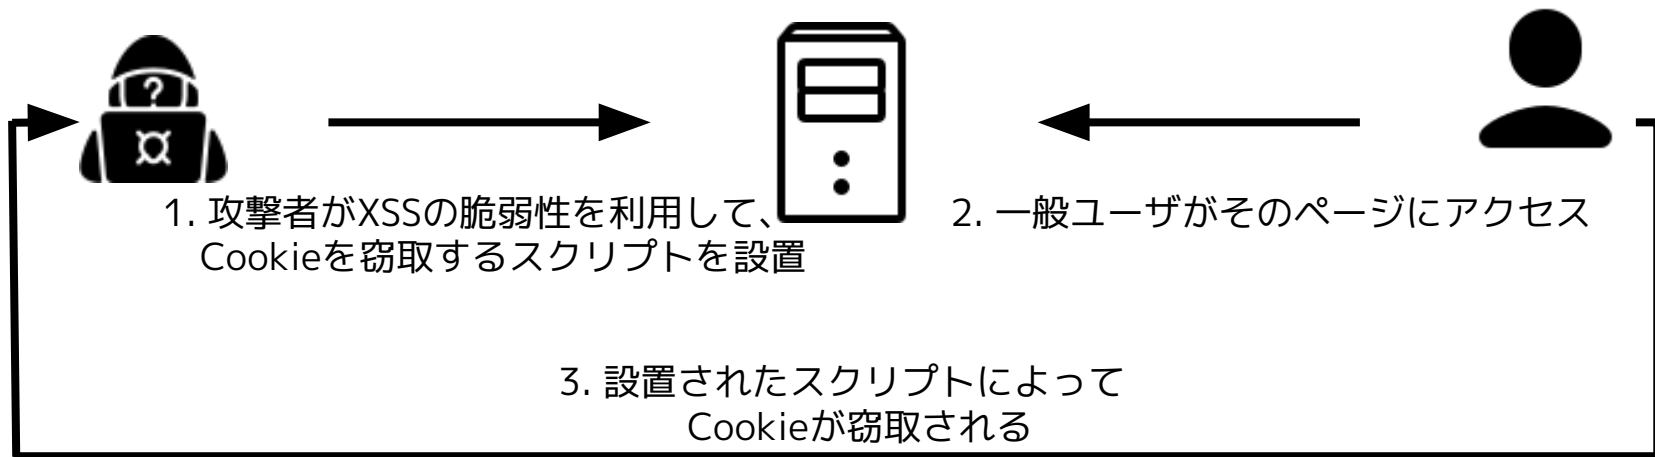 ?
1. 攻撃者がXSSの脆弱性を利用して、
Cookieを窃取するスクリプトを設置
2. 一般ユーザがそのページにアクセス
3. 設置されたスクリプトによって
Cookieが窃取される